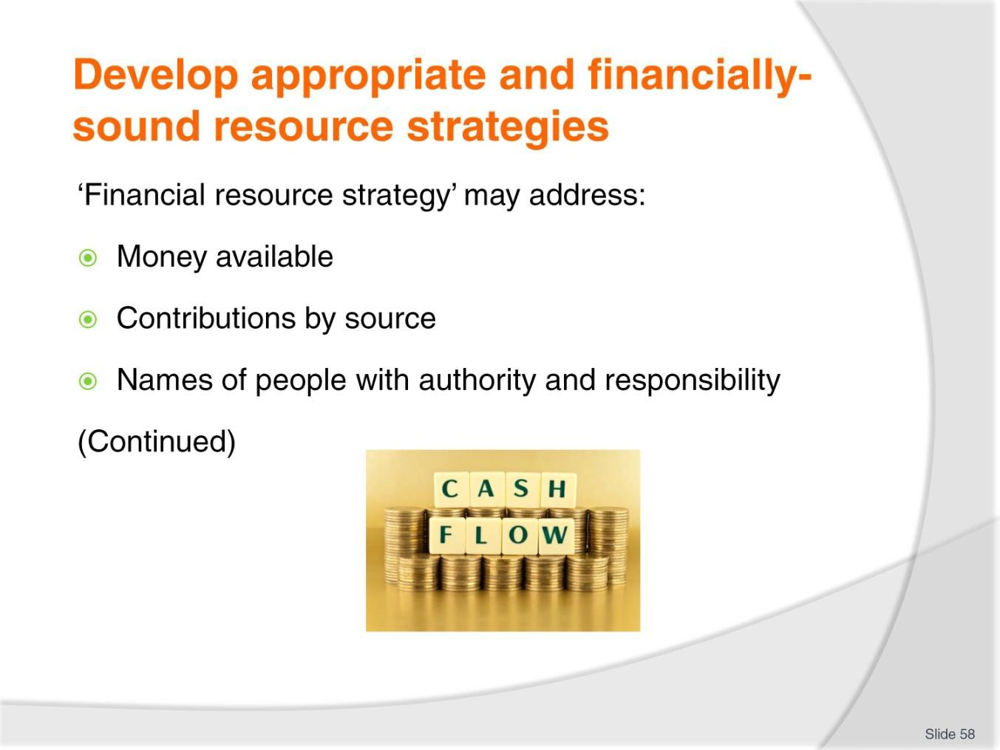 Develop appropriate and financially-
sound resource strategies
‘Financial resource strategy’ may address:
Money available
Contributions by source
Names of people with authority and responsibility
(Continued)
CASH
FLOW
Slide 58